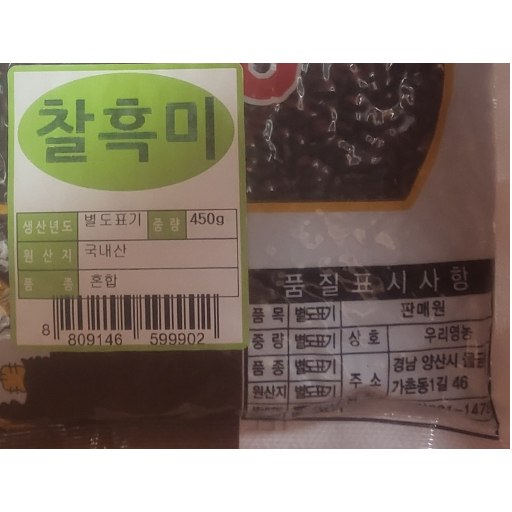 찰흑미
생산년도 별도표기 중량 450g
원산지 국내산
품종 혼합
8 809146 599902
품질표시사항
품목 별도표기 판매원
중량 별도표기 상호 우리영농
품종 별도표기 주소 경남 양산시
원산지 별도표기 가촌동1길 46